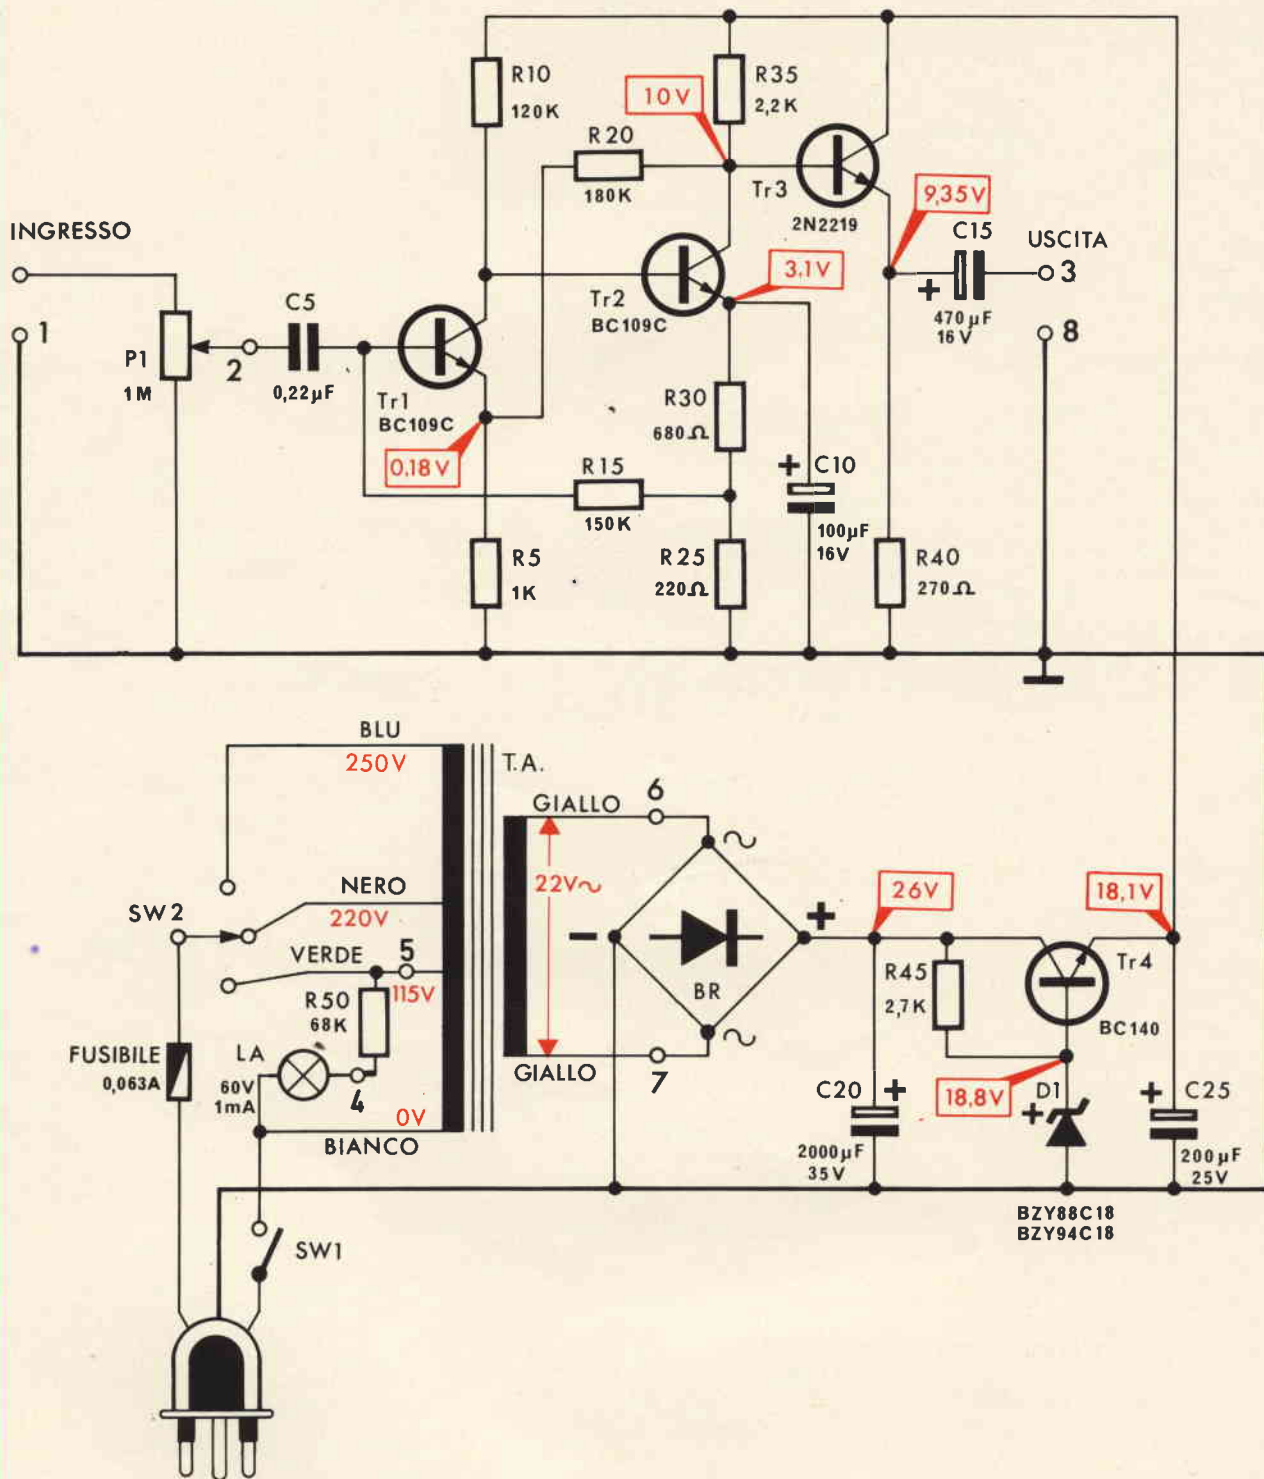 R10
120K
R35
2,2K
10V
R20
180K
Tr3
2N2219
9,35V
INGRESSO
C15
USCITA
3
+
470µF
16V
8
1
3,1V
Tr2
BC109C
C5
0,22µF
P1
1M
2
Tr1
BC109C
0,18V
R30
680Ω
R15
150K
+
C10
100µF
16V
R5
1K
R25
220Ω
R40
270Ω
BLU
250V
T.A.
GIALLO
6
22V~
~
NERO
220V
SW2
VERDE
5
115V
R50
68K
LA
60V
1mA
4
FUSIBILE
0,063A
0V
BIANCO
-
+
BR
~
GIALLO
7
26V
18,1V
R45
2,7K
Tr4
BC140
18,8V
C20
+
2000µF
35V
D1
+
+
C25
200µF
25V
BZY88C18
BZY94C18
SW1